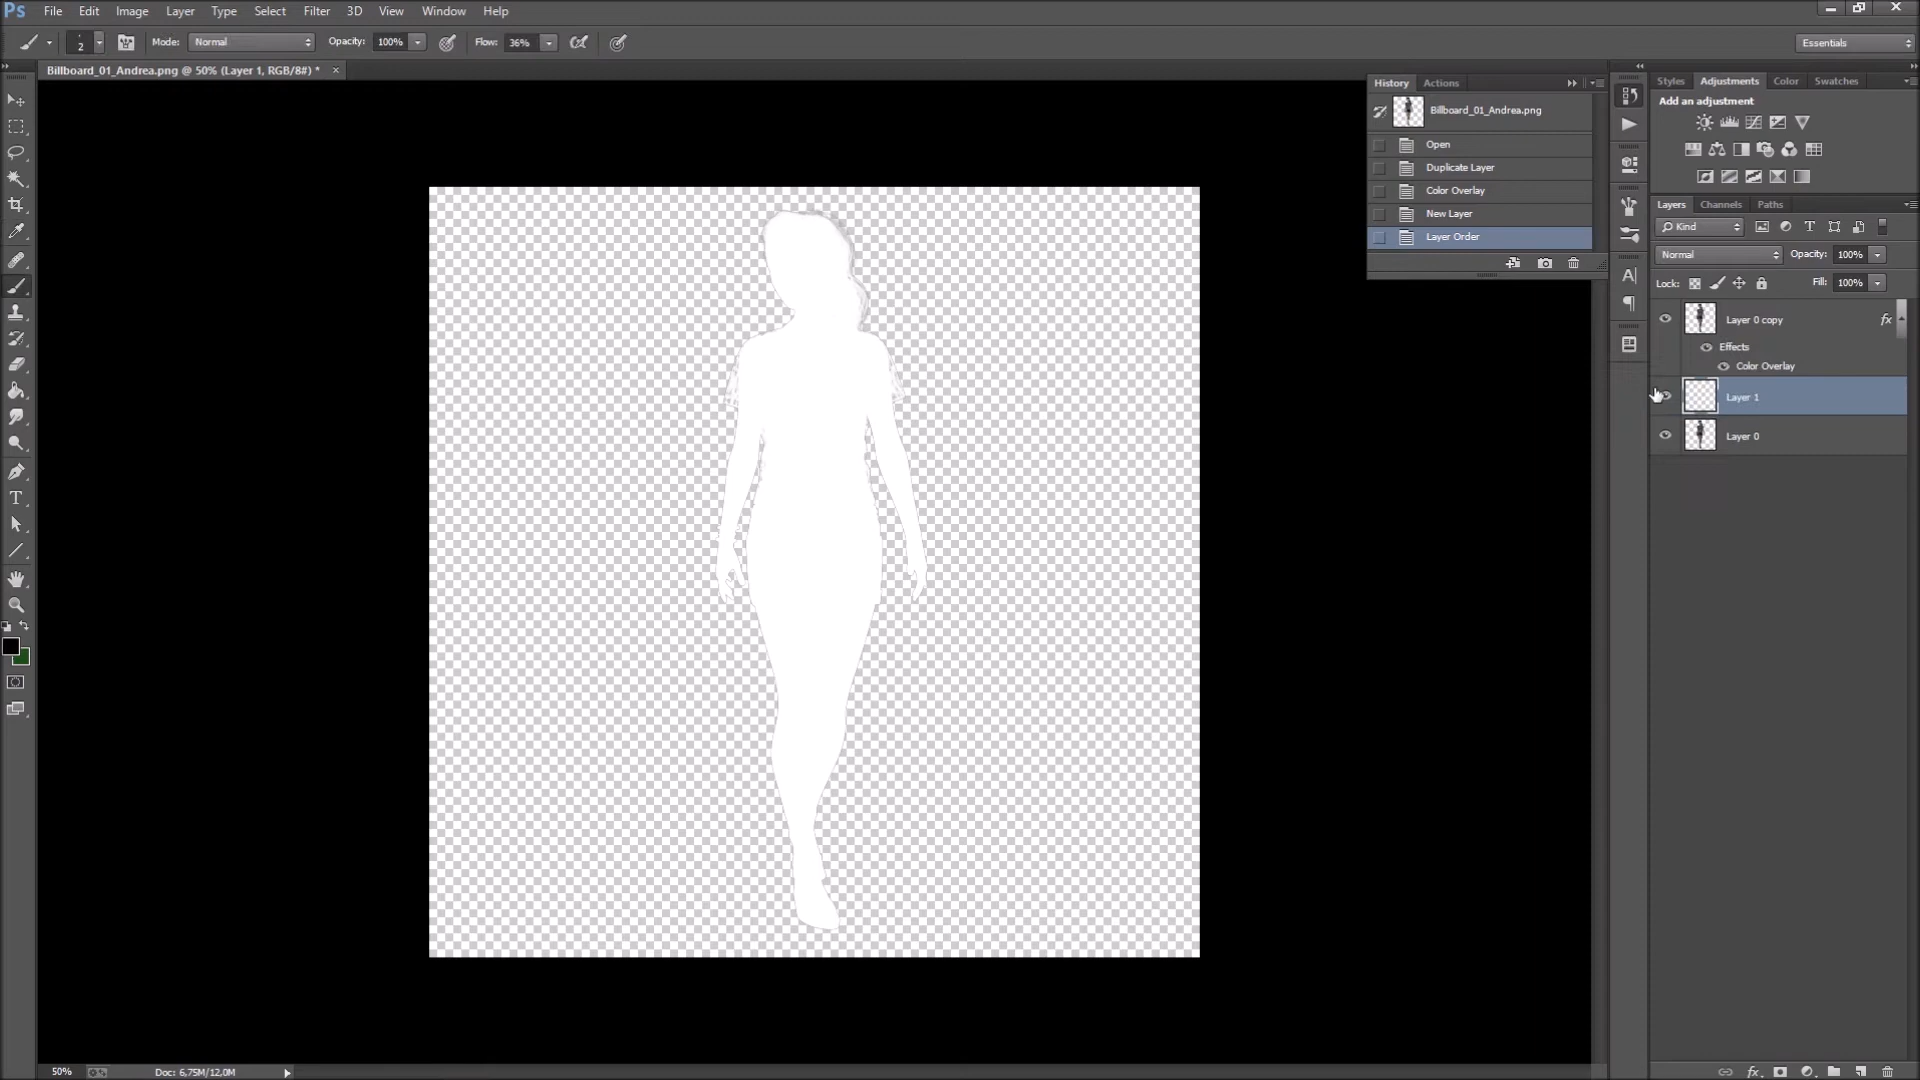 Ps File Edit Image Layer Type Select Filter 3D View Window Help
2 Mode: Normal Opacity: 100% Flow: 36% Essentials
Billboard_01_Andrea.png @ 50% (Layer 1, RGB/8#) * ×
History Actions
Billboard_01_Andrea.png
Open
Duplicate Layer
Color Overlay
New Layer
Layer Order
Styles Adjustments Color Swatches
Add an adjustment
Layers Channels Paths
Kind
Normal Opacity: 100%
Lock: Fill: 100%
Layer 0 copy fx
Effects
Color Overlay
Layer 1
Layer 0
50% Doc: 6,75M/12,0M